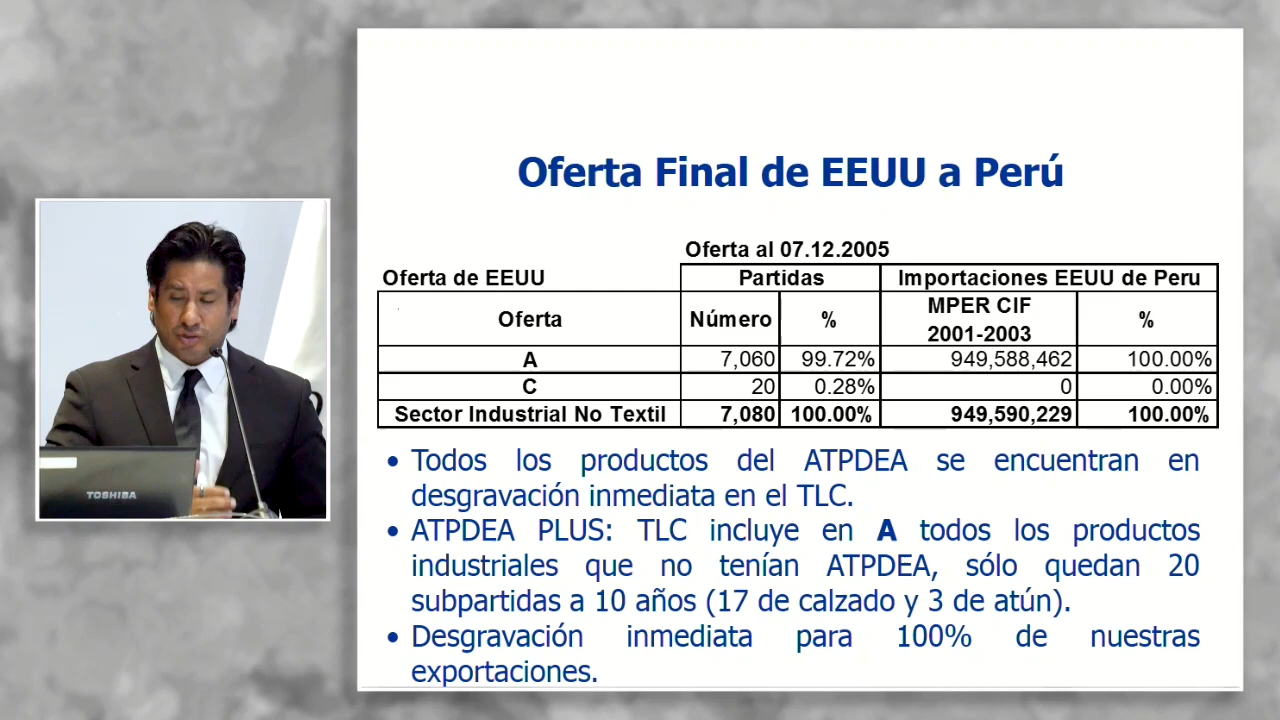 Oferta Final de EEUU a Perú
Oferta al 07.12.2005
Oferta de EEUU Partidas Importaciones EEUU de Peru
Oferta Número % MPER CIF 2001-2003 %
A 7,060 99.72% 949,588,462 100.00%
C 20 0.28% 0 0.00%
Sector Industrial No Textil 7,080 100.00% 949,590,229 100.00%
• Todos los productos del ATPDEA se encuentran en
desgravación inmediata en el TLC.
• ATPDEA PLUS: TLC incluye en A todos los productos
industriales que no tenían ATPDEA, sólo quedan 20
subpartidas a 10 años (17 de calzado y 3 de atún).
• Desgravación inmediata para 100% de nuestras
exportaciones.
TOSHIBA